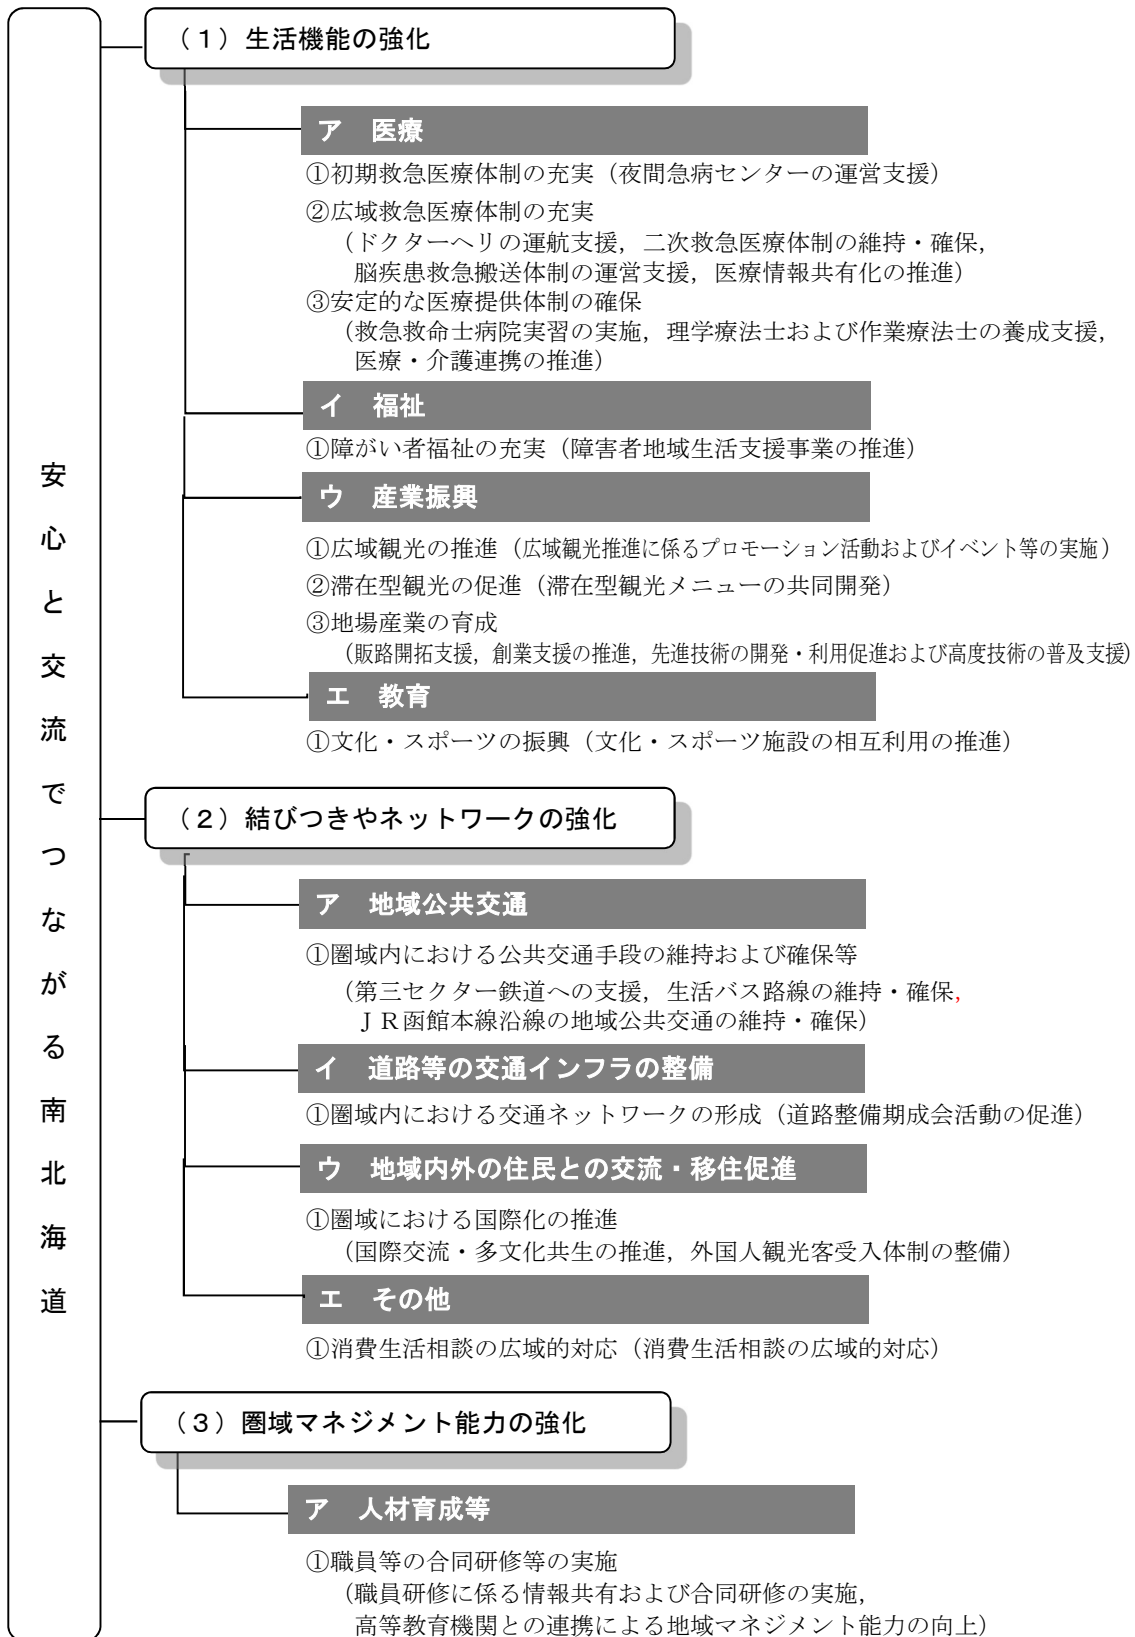 安心と交流でつながる南北海道
（１）生活機能の強化
ア　医療
①初期救急医療体制の充実（夜間急病センターの運営支援）
②広域救急医療体制の充実
（ドクターヘリの運航支援，二次救急医療体制の維持・確保，
脳疾患救急搬送体制の運営支援，医療情報共有化の推進）
③安定的な医療提供体制の確保
（救急救命士病院実習の実施，理学療法士および作業療法士の養成支援，
医療・介護連携の推進）
イ　福祉
①障がい者福祉の充実（障害者地域生活支援事業の推進）
ウ　産業振興
①広域観光の推進（広域観光推進に係るプロモーション活動およびイベント等の実施）
②滞在型観光の促進（滞在型観光メニューの共同開発）
③地場産業の育成
（販路開拓支援，創業支援の推進，先進技術の開発・利用促進および高度技術の普及支援）
エ　教育
①文化・スポーツの振興（文化・スポーツ施設の相互利用の推進）
（２）結びつきやネットワークの強化
ア　地域公共交通
①圏域内における公共交通手段の維持および確保等
（第三セクター鉄道への支援，生活バス路線の維持・確保，
ＪＲ函館本線沿線の地域公共交通の維持・確保）
イ　道路等の交通インフラの整備
①圏域内における交通ネットワークの形成（道路整備期成会活動の促進）
ウ　地域内外の住民との交流・移住促進
①圏域における国際化の推進
（国際交流・多文化共生の推進，外国人観光客受入体制の整備）
エ　その他
①消費生活相談の広域的対応（消費生活相談の広域的対応）
（３）圏域マネジメント能力の強化
ア　人材育成等
①職員等の合同研修等の実施
（職員研修に係る情報共有および合同研修の実施，
高等教育機関との連携による地域マネジメント能力の向上）